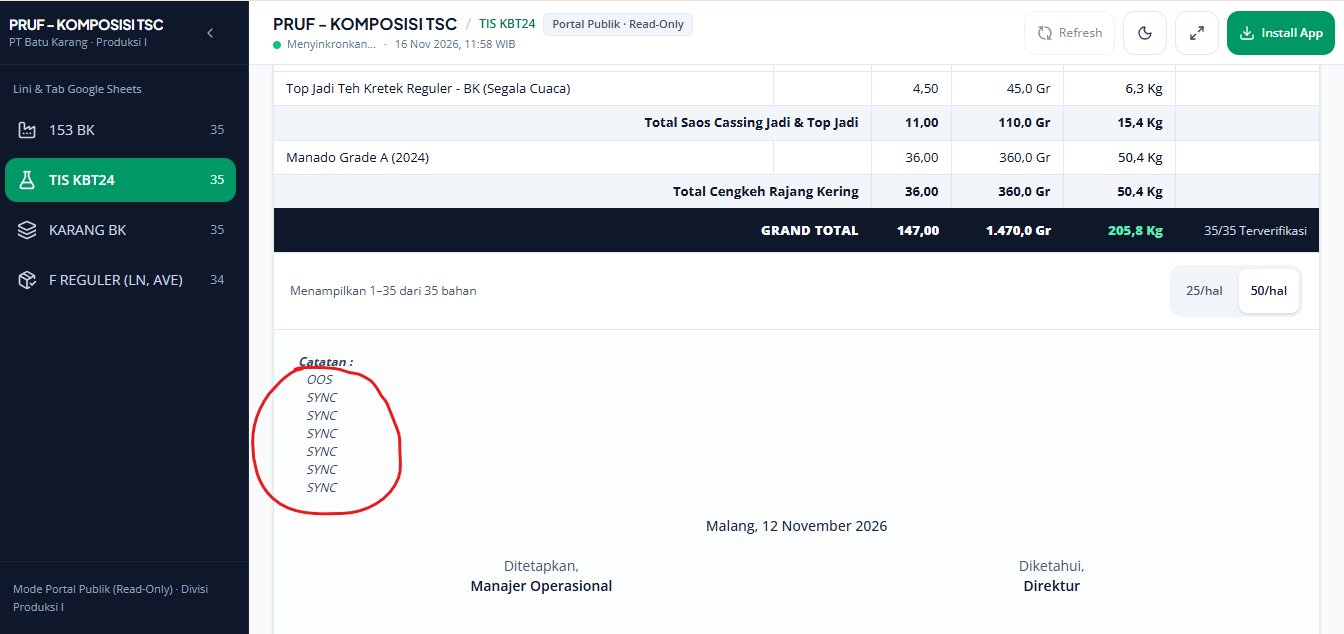 PRUF – KOMPOSISI TSC
PT Batu Karang · Produksi I
Lini & Tab Google Sheets
153 BK 35
TIS KBT24 35
KARANG BK 35
F REGULER (LN, AVE) 34
Mode Portal Publik (Read-Only) · Divisi
Produksi I
PRUF – KOMPOSISI TSC / TIS KBT24 Portal Publik · Read-Only
Menyinkronkan... · 16 Nov 2026, 11:58 WIB
Refresh
Install App
Top Jadi Teh Kretek Reguler - BK (Segala Cuaca) 4,50 45,0 Gr 6,3 Kg
Total Saos Cassing Jadi & Top Jadi 11,00 110,0 Gr 15,4 Kg
Manado Grade A (2024) 36,00 360,0 Gr 50,4 Kg
Total Cengkeh Rajang Kering 36,00 360,0 Gr 50,4 Kg
GRAND TOTAL 147,00 1.470,0 Gr 205,8 Kg 35/35 Terverifikasi
Menampilkan 1–35 dari 35 bahan 25/hal 50/hal
Catatan :
OOS
SYNC
SYNC
SYNC
SYNC
SYNC
SYNC
Malang, 12 November 2026
Ditetapkan, Diketahui,
Manajer Operasional Direktur